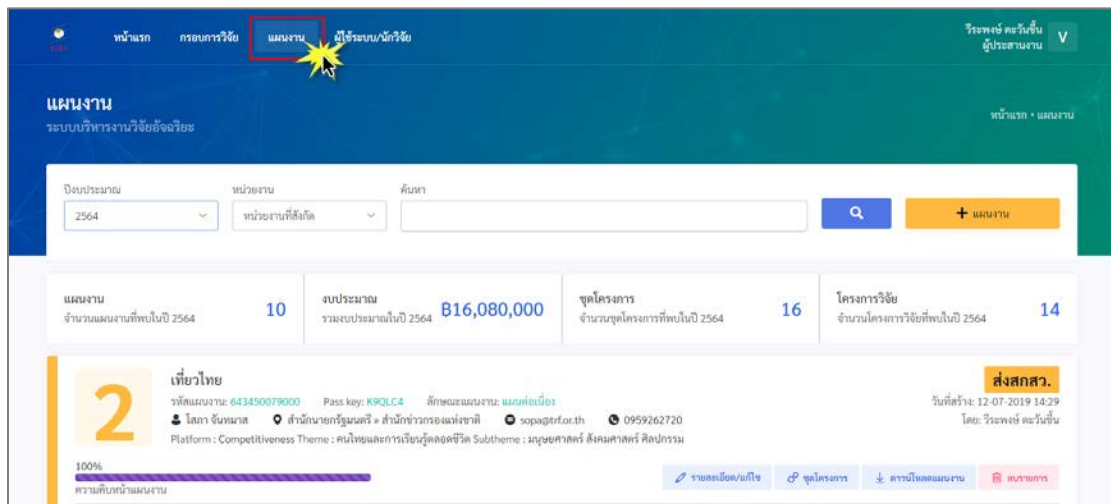 หน้าแรก กรอบการวิจัย แผนงาน ผู้ใช้ระบบ/นักวิจัย
วีระพงษ์ ตะวันขึ้น
ผู้ประสานงาน
V
แผนงาน
ระบบบริหารงานวิจัยอัจฉริยะ
หน้าแรก • แผนงาน
ปีงบประมาณ หน่วยงาน ค้นหา
2564 หน่วยงานที่สังกัด
+ แผนงาน
แผนงาน
จำนวนแผนงานที่พบในปี 2564
10
งบประมาณ
รวมงบประมาณในปี 2564
฿16,080,000
ชุดโครงการ
จำนวนชุดโครงการที่พบในปี 2564
16
โครงการวิจัย
จำนวนโครงการวิจัยที่พบในปี 2564
14
2
เที่ยวไทย
รหัสแผนงาน: 643450079000 Pass key: K9QLC4 ลักษณะแผนงาน: แผนต่อเนื่อง
โสภา จันทมาส สำนักนายกรัฐมนตรี » สำนักข่าวกรองแห่งชาติ sopa@trf.or.th 0959262720
Platform : Competitiveness Theme : คนไทยและการเรียนรู้ตลอดชีวิต Subtheme : มนุษยศาสตร์ สังคมศาสตร์ ศิลปกรรม
ส่งสกสว.
วันที่สร้าง: 12-07-2019 14:29
โดย: วีระพงษ์ ตะวันขึ้น
100%
ความคืบหน้าแผนงาน
รายละเอียด/แก้ไข ชุดโครงการ ดาวน์โหลดแผนงาน ลบรายการ